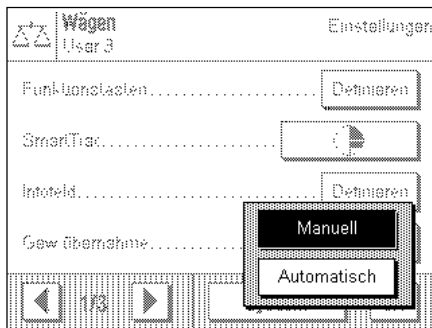 Wägen
Einstellungen
User 3
Funktionstasten.................... Definieren
SmartTrac....................
Infofeld.................... Definieren
Gew übernahme..........
Manuell
Automatisch
1/3